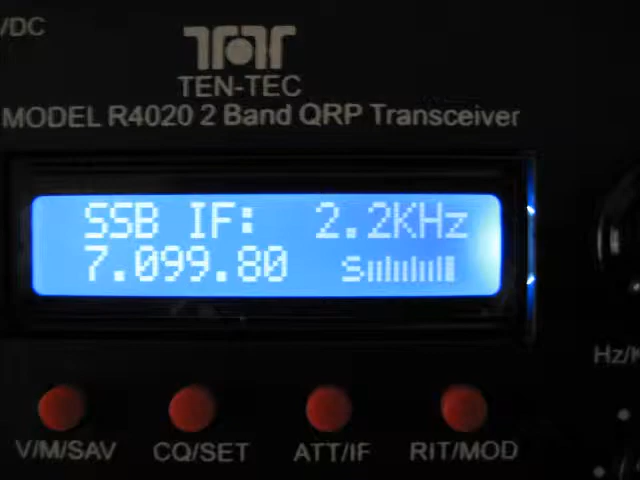 /DC
TEN-TEC
MODEL R4020 2 Band QRP Transceiver
SSB IF: 2.2KHz
7.099.80 S
Hz/K
V/M/SAV CQ/SET ATT/IF RIT/MOD